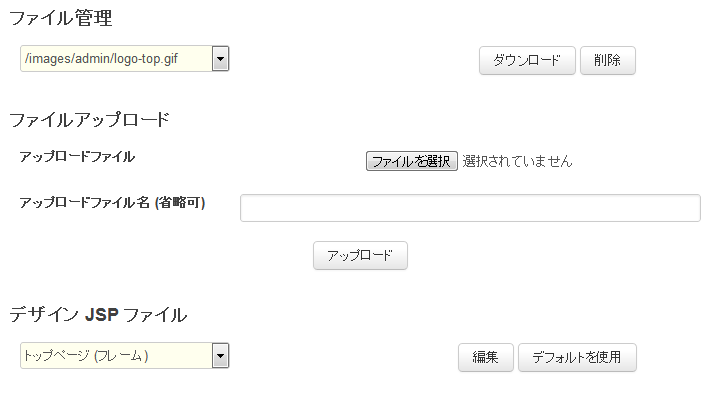 ファイル管理
/images/admin/logo-top.gif ダウンロード 削除
ファイルアップロード
アップロードファイル ファイルを選択 選択されていません
アップロードファイル名 (省略可)
アップロード
デザイン JSP ファイル
トップページ (フレーム) 編集 デフォルトを使用